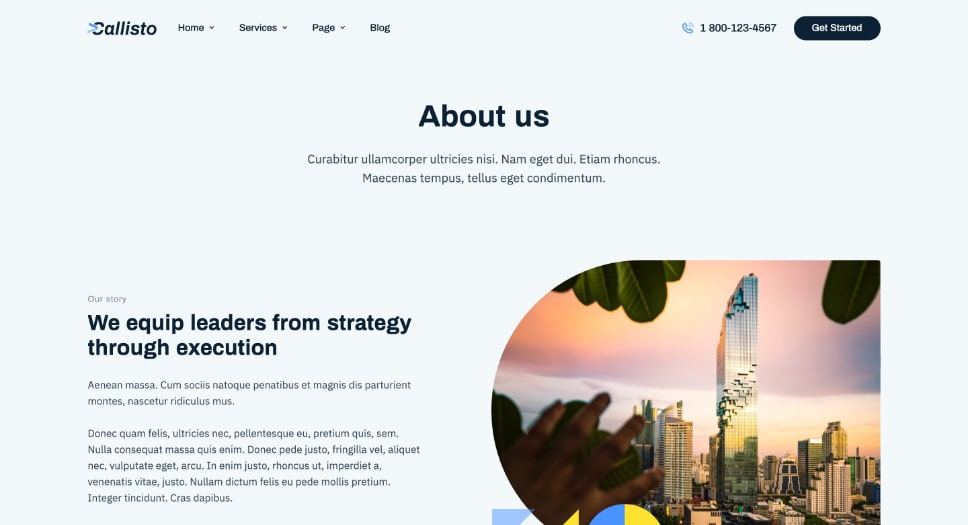 Callisto
Home
Services
Page
Blog
1 800-123-4567
Get Started
About us
Curabitur ullamcorper ultricies nisi. Nam eget dui. Etiam rhoncus.
Maecenas tempus, tellus eget condimentum.
Our story
We equip leaders from strategy
through execution
Aenean massa. Cum sociis natoque penatibus et magnis dis parturient
montes, nascetur ridiculus mus.
Donec quam felis, ultricies nec, pellentesque eu, pretium quis, sem.
Nulla consequat massa quis enim. Donec pede justo, fringilla vel, aliquet
nec, vulputate eget, arcu. In enim justo, rhoncus ut, imperdiet a,
venenatis vitae, justo. Nullam dictum felis eu pede mollis pretium.
Integer tincidunt. Cras dapibus.